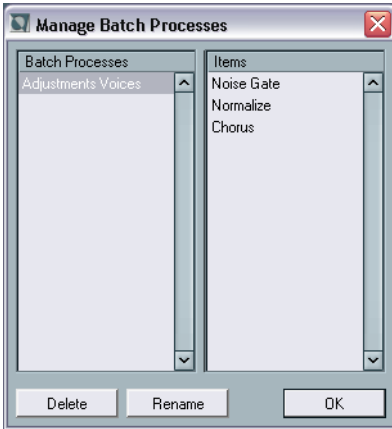 Manage Batch Processes
Batch Processes
Adjustments Voices
Items
Noise Gate
Normalize
Chorus
Delete
Rename
OK